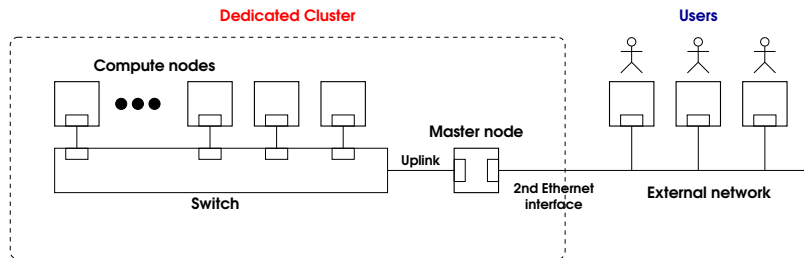 Dedicated Cluster
Users
Compute nodes
Master node
Uplink
Switch
2nd Ethernet
interface
External network